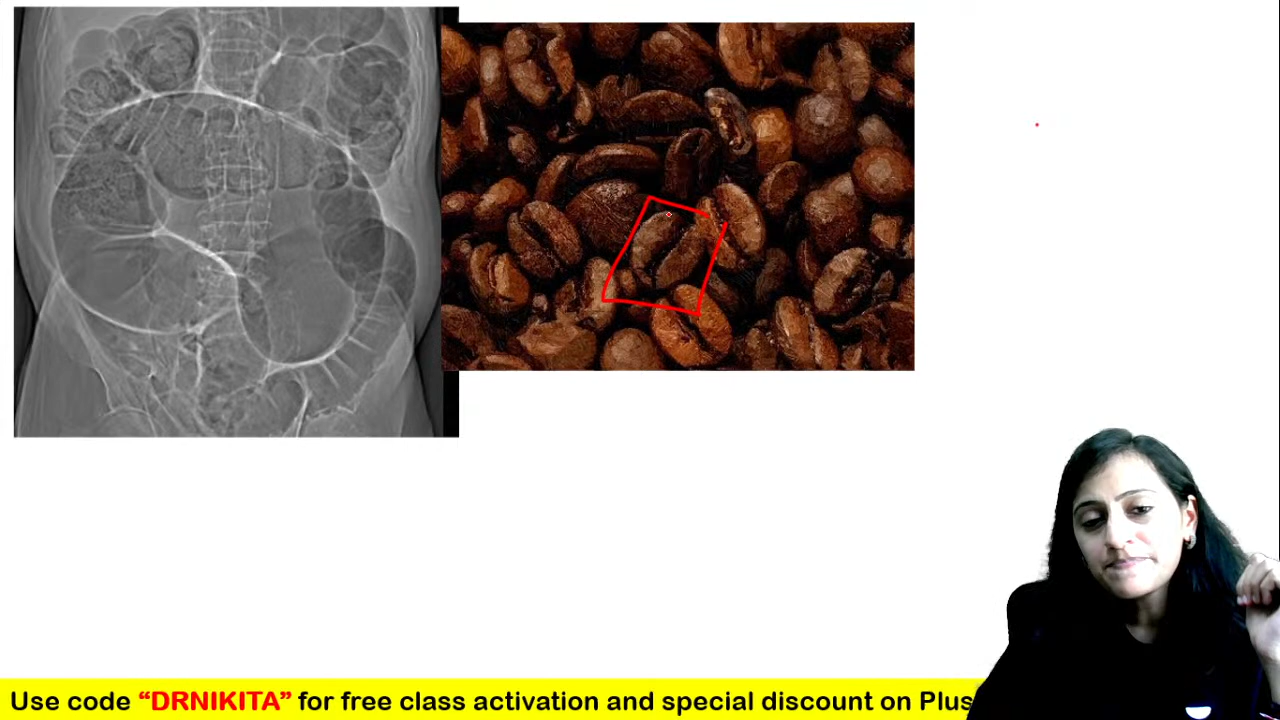 Use code “DRNIKITA” for free class activation and special discount on Plus